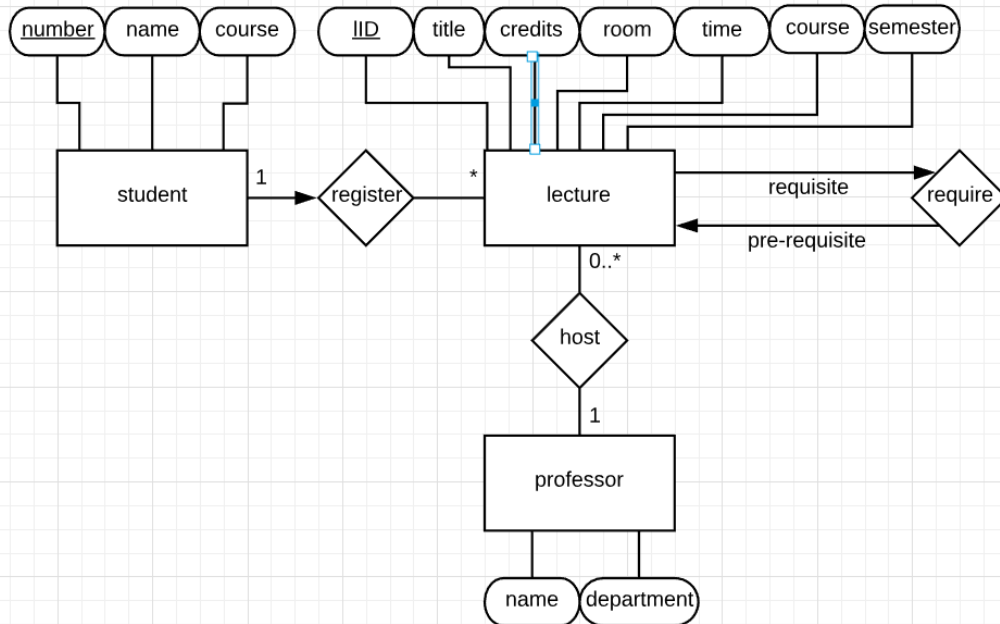 number
name
course
lID
title
credits
room
time
course
semester
student
1
register
*
lecture
requisite
pre-requisite
require
0..*
host
1
professor
name
department